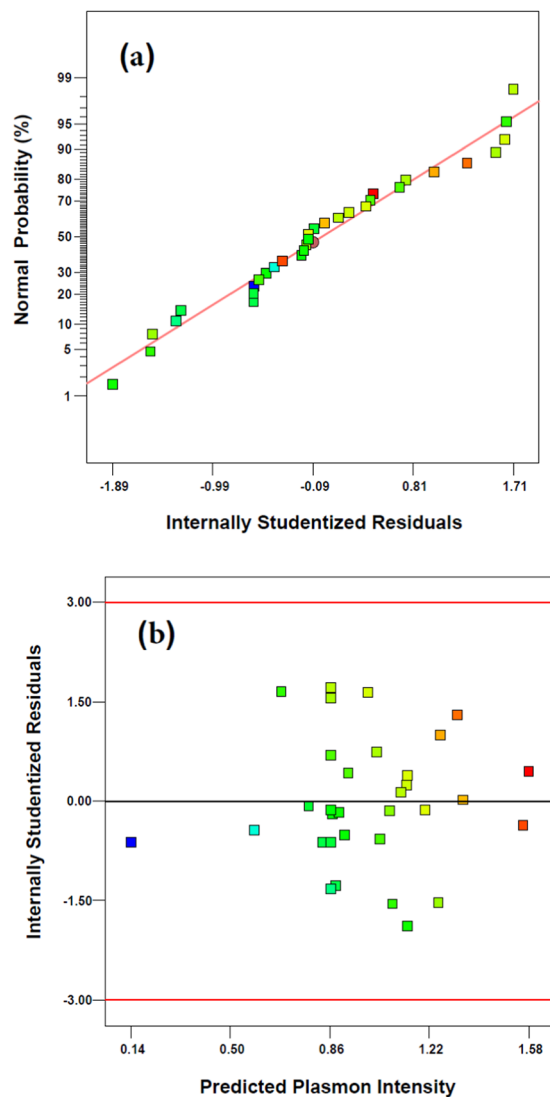 (a)
Normal Probability (%)
99
95
90
80
70
50
30
20
10
5
1
-1.89 -0.99 -0.09 0.81 1.71
Internally Studentized Residuals
(b)
Internally Studentized Residuals
3.00
1.50
0.00
-1.50
-3.00
0.14 0.50 0.86 1.22 1.58
Predicted Plasmon Intensity